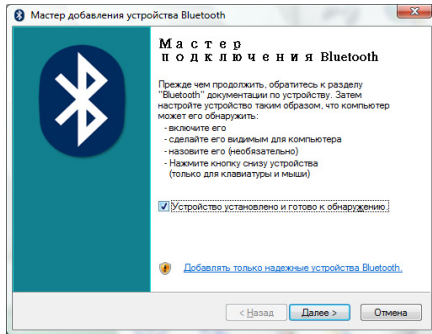 Мастер добавления устройства Bluetooth
Мастер
подключения Bluetooth
Прежде чем продолжить, обратитесь к разделу
"Bluetooth" документации по устройству. Затем
настройте устройство таким образом, что компьютер
может его обнаружить:
- включите его
- сделайте его видимым для компьютера
- назовите его (необязательно)
- Нажмите кнопку снизу устройства
(только для клавиатуры и мыши)
Устройство установлено и готово к обнаружению.
Добавлять только надежные устройства Bluetooth.
< Назад Далее > Отмена